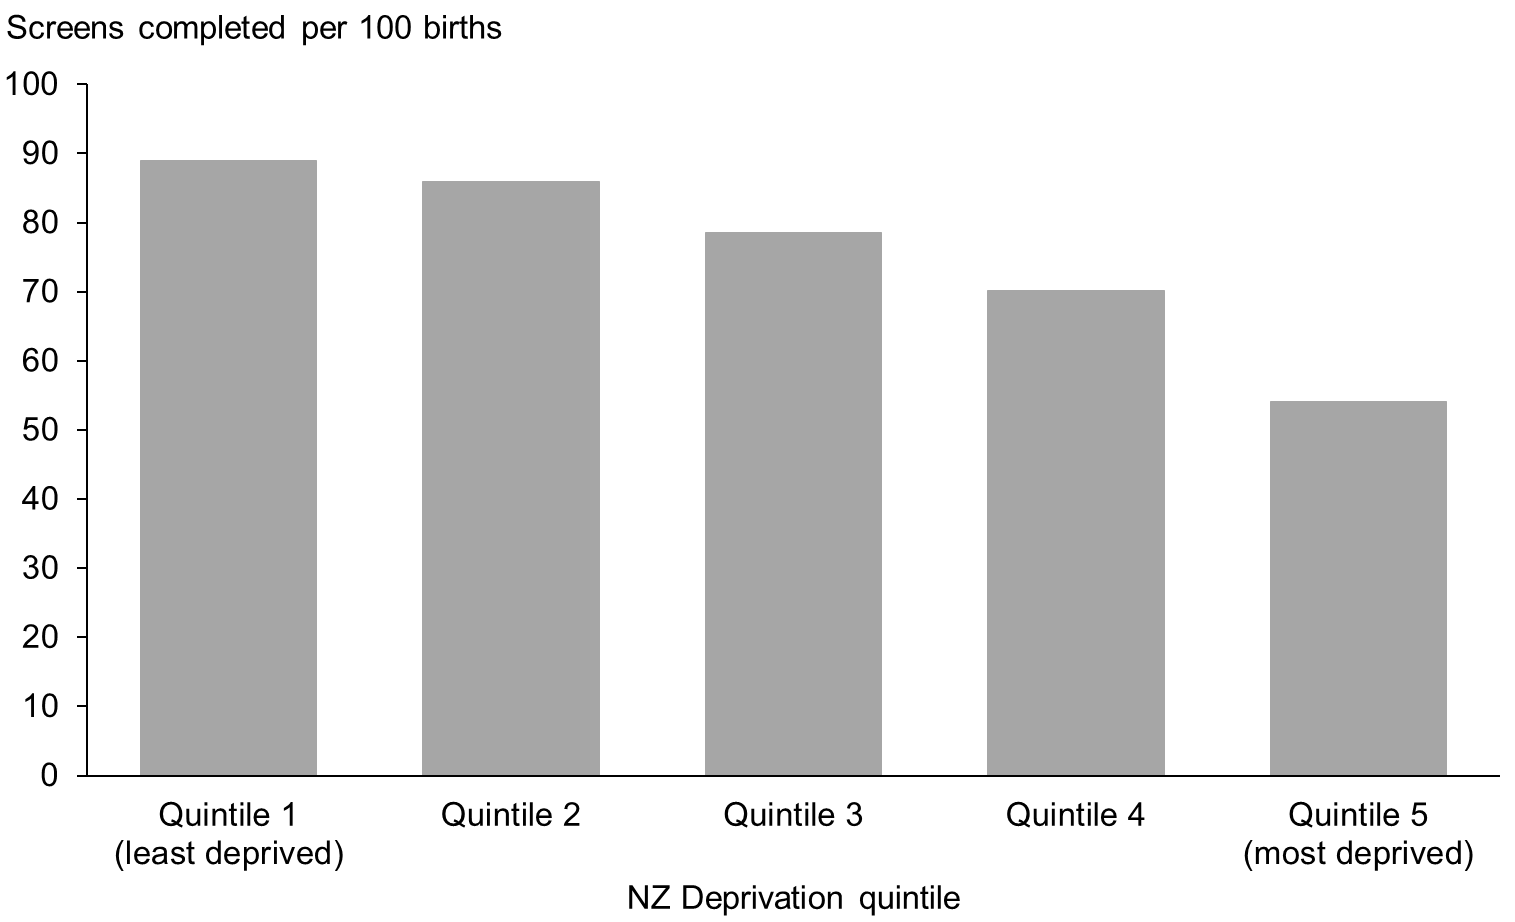 Screens completed per 100 births
100
90
80
70
60
50
40
30
20
10
0
Quintile 1
(least deprived)
Quintile 2
Quintile 3
Quintile 4
Quintile 5
(most deprived)
NZ Deprivation quintile